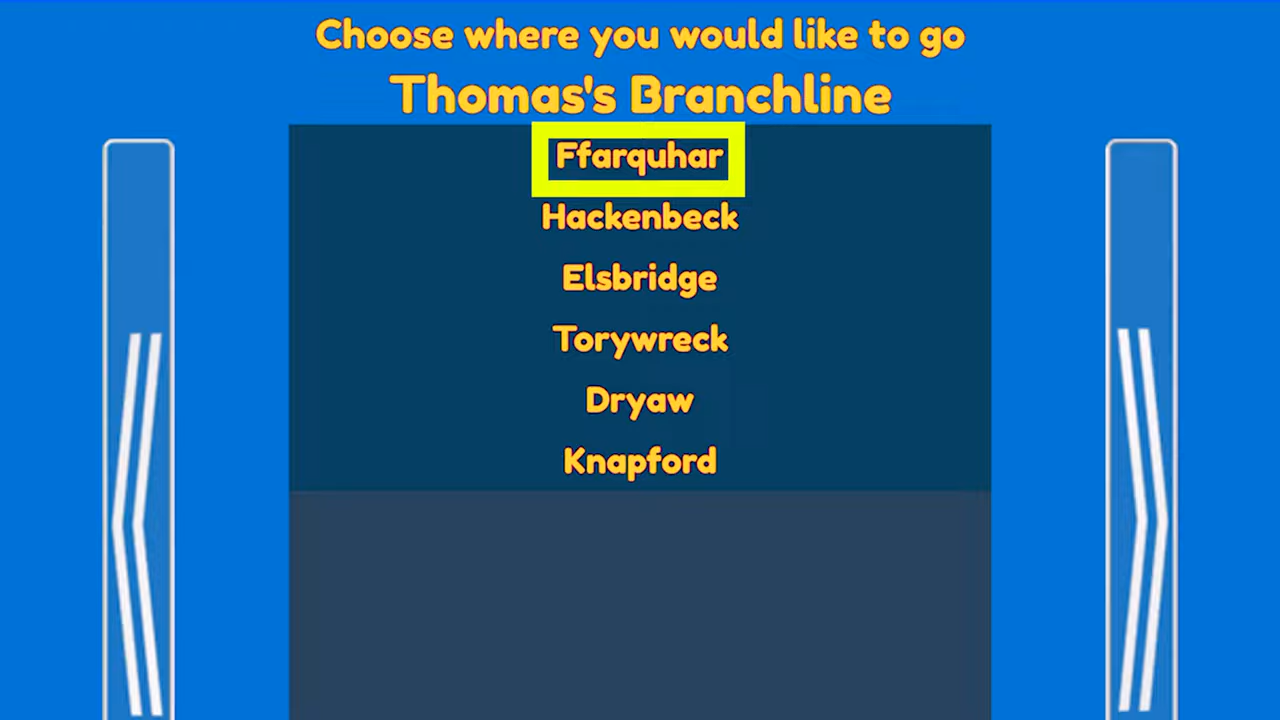 Choose where you would like to go
Thomas's Branchline
Ffarquhar
Hackenbeck
Elsbridge
Torywreck
Dryaw
Knapford